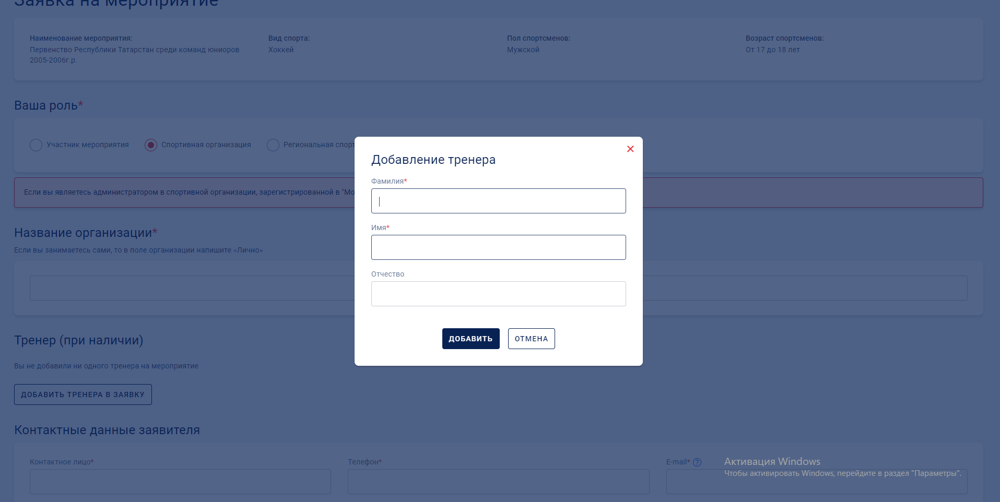 Заявка на мероприятие
Наименование мероприятия:
Первенство Республики Татарстан среди команд юниоров
2005-2006г.р.
Вид спорта:
Хоккей
Пол спортсменов:
Мужской
Возраст спортсменов:
От 17 до 18 лет
Ваша роль*
Участник мероприятия
Спортивная организация
Региональная
Если вы являетесь администратором в спортивной организации, зарегистрированной в
Название организации*
Если вы занимаетесь сами, то в поле организации напишите «Лично»
Тренер (при наличии)
Вы не добавили ни одного тренера на мероприятие
ДОБАВИТЬ ТРЕНЕРА В ЗАЯВКУ
Добавление тренера
Фамилия*
Имя*
Отчество
ДОБАВИТЬ
ОТМЕНА
Контактные данные заявителя
Контактное лицо*
Телефон*
E-mail* ?
Активация Windows
Чтобы активировать Windows, перейдите в раздел "Параметры".